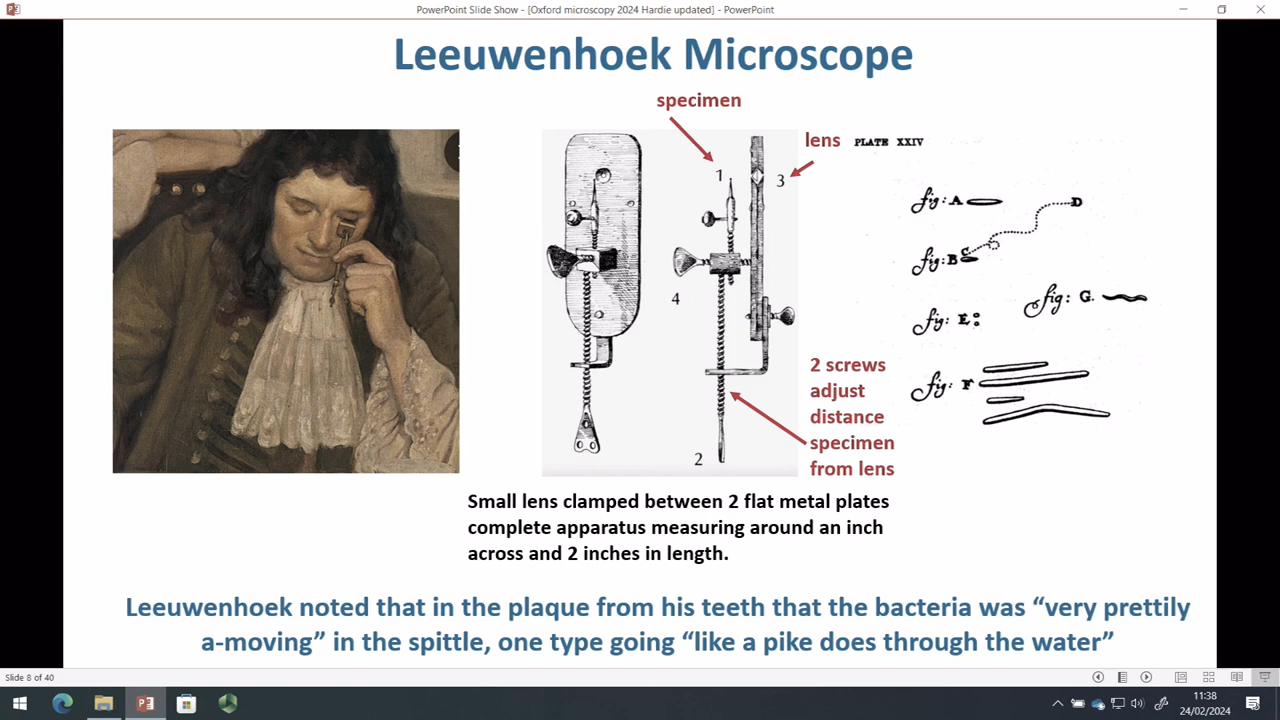 PowerPoint Slide Show - [Oxford microscopy 2024 Hardie updated] - PowerPoint
Leeuwenhoek Microscope
specimen
lens
PLATE XXIV
1
3
4
2
fig: A
D
fig: B
C
fig: G.
fig: E
fig: F
2 screws
adjust
distance
specimen
from lens
Small lens clamped between 2 flat metal plates
complete apparatus measuring around an inch
across and 2 inches in length.
Leeuwenhoek noted that in the plaque from his teeth that the bacteria was “very prettily
a-moving” in the spittle, one type going “like a pike does through the water”
Slide 8 of 40
11:38
24/02/2024